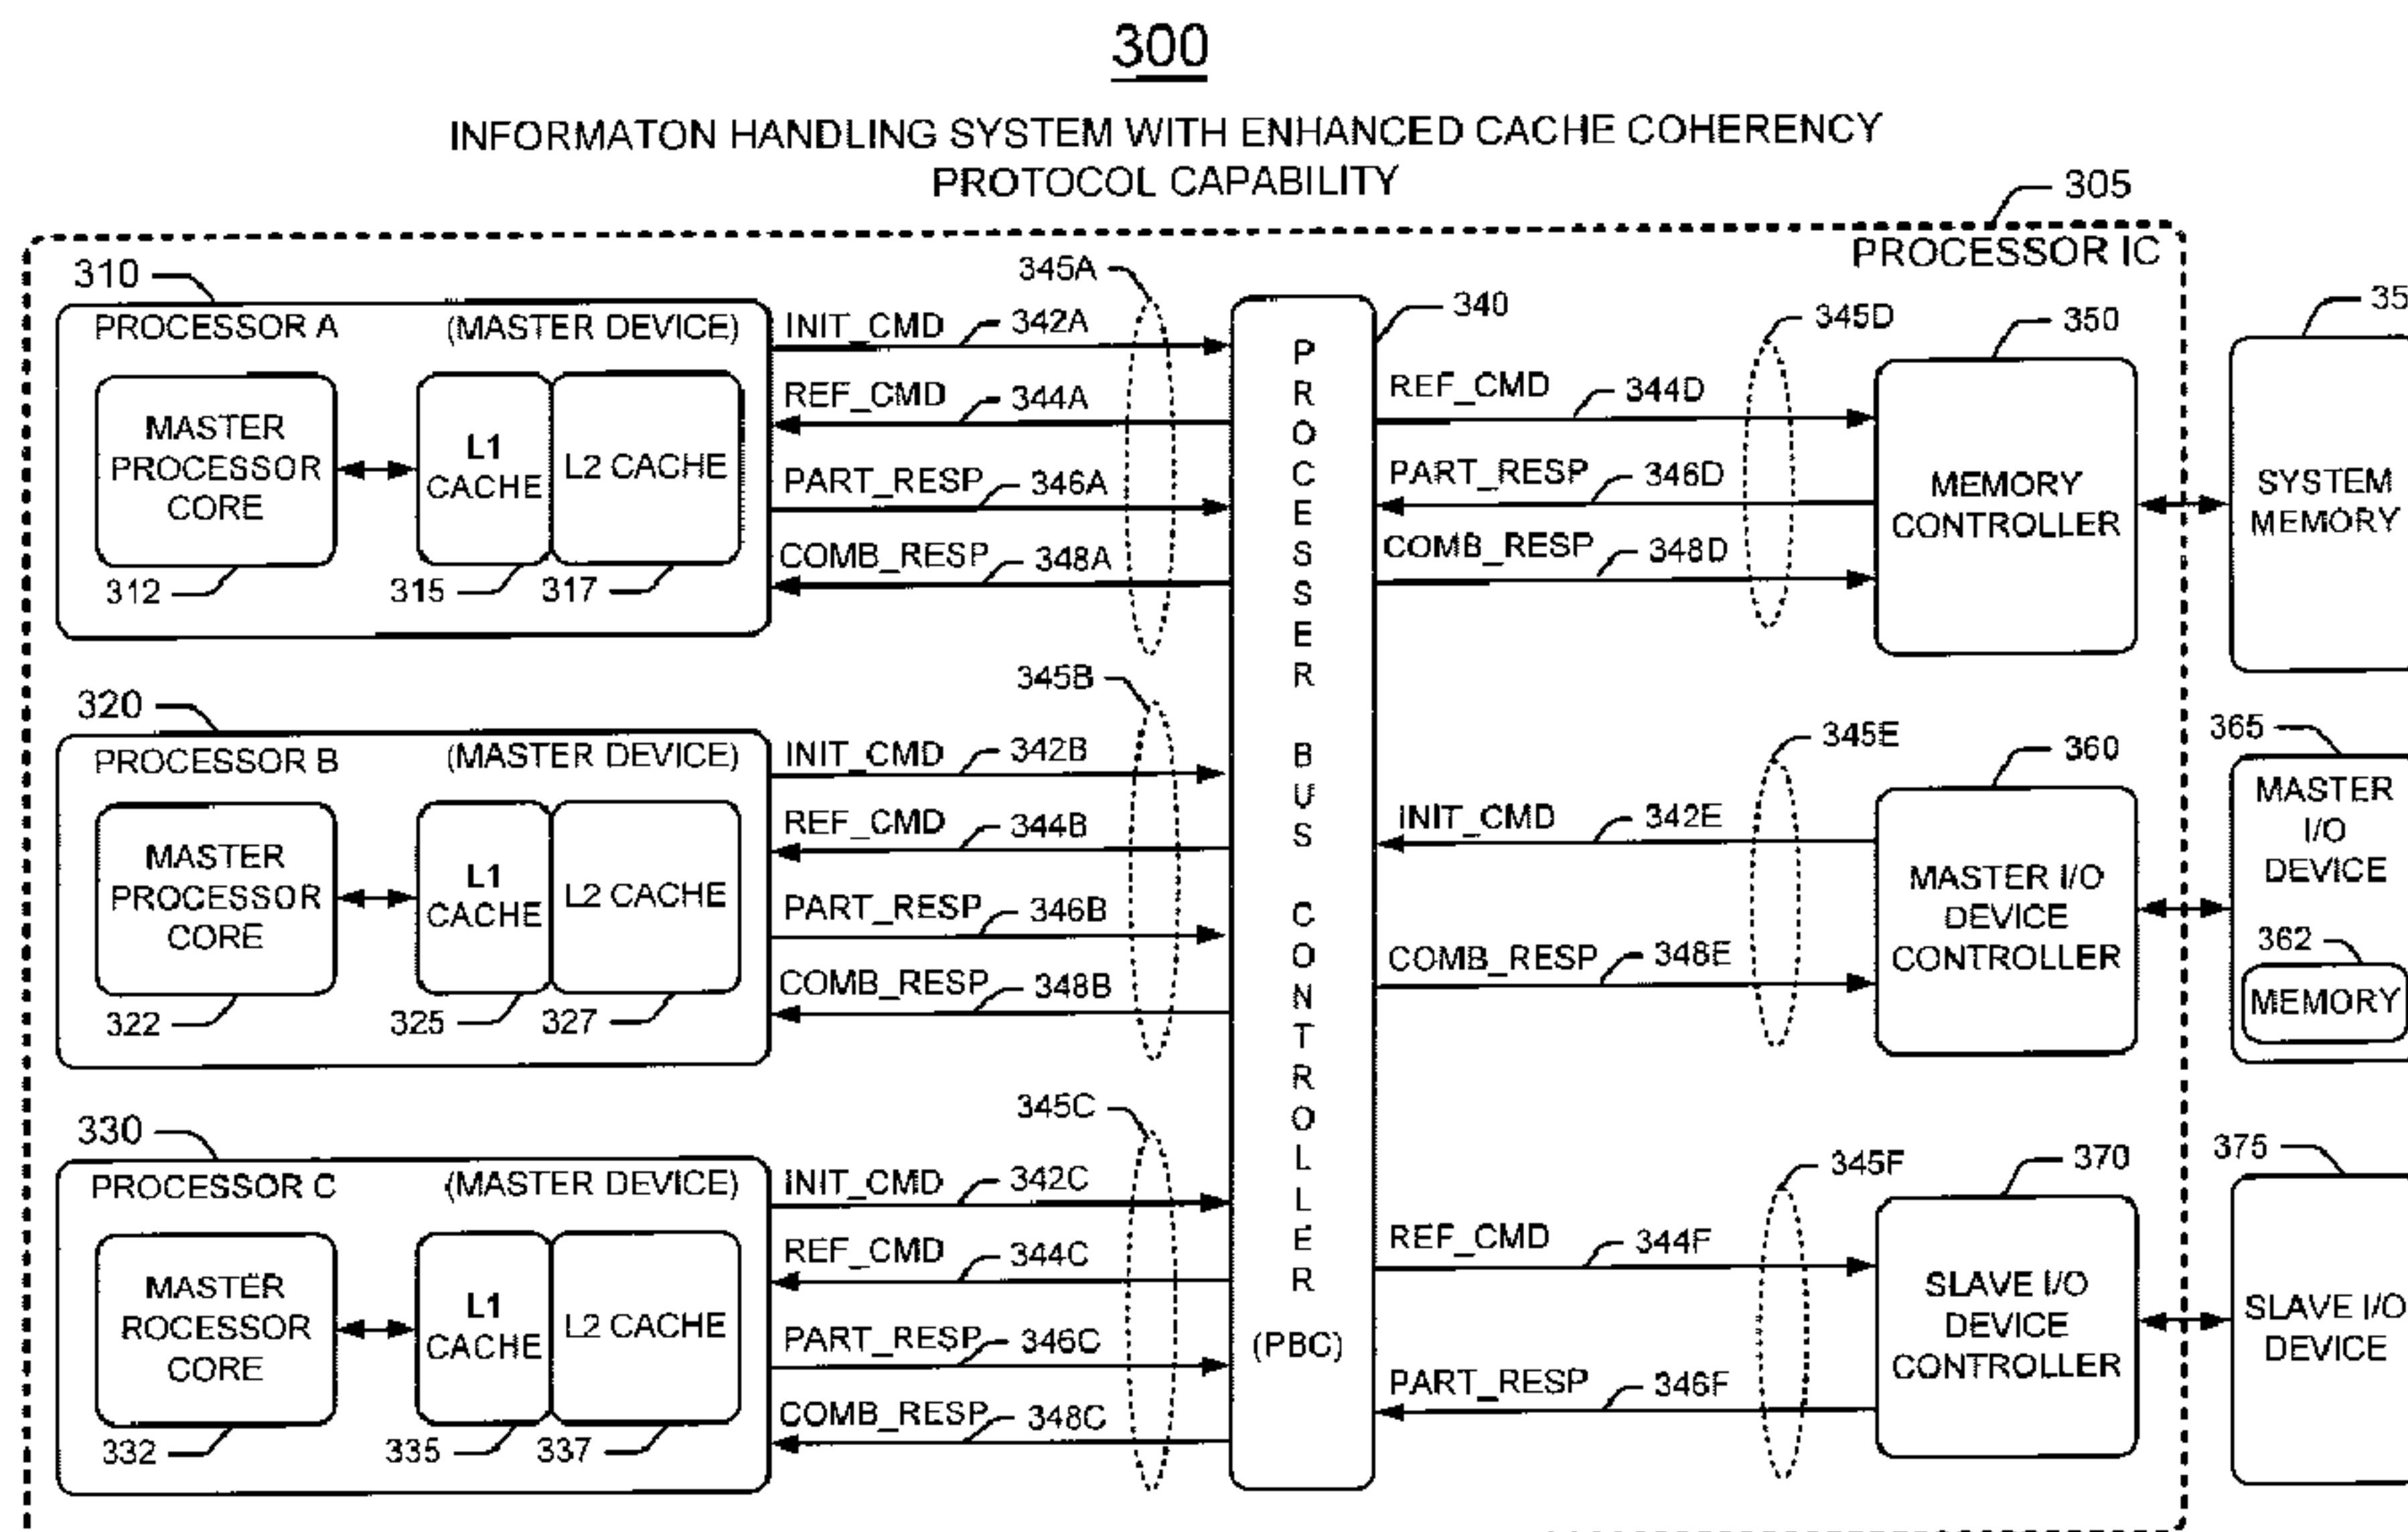 300
INFORMATON HANDLING SYSTEM WITH ENHANCED CACHE COHERENCY
PROTOCOL CAPABILITY
305
PROCESSOR IC
310
PROCESSOR A
(MASTER DEVICE)
MASTER
PROCESSOR
CORE
312
L1
CACHE
315
L2 CACHE
317
345A
INIT_CMD
342A
REF_CMD
344A
PART_RESP
346A
COMB_RESP
348A
320
PROCESSOR B
(MASTER DEVICE)
MASTER
PROCESSOR
CORE
322
L1
CACHE
325
L2 CACHE
327
345B
INIT_CMD
342B
REF_CMD
344B
PART_RESP
346B
COMB_RESP
348B
330
PROCESSOR C
(MASTER DEVICE)
MASTER
ROCESSOR
CORE
332
L1
CACHE
335
L2 CACHE
337
345C
INIT_CMD
342C
REF_CMD
344C
PART_RESP
346C
COMB_RESP
348C
340
PROCESSER BUS CONTROLLER
(PBC)
345D
REF_CMD
344D
PART_RESP
346D
COMB_RESP
348D
350
MEMORY
CONTROLLER
35
SYSTEM
MEMORY
345E
INIT_CMD
342E
COMB_RESP
348E
360
MASTER I/O
DEVICE
CONTROLLER
365
MASTER
I/O
DEVICE
362
MEMORY
345F
REF_CMD
344F
PART_RESP
346F
370
SLAVE I/O
DEVICE
CONTROLLER
375
SLAVE I/O
DEVICE